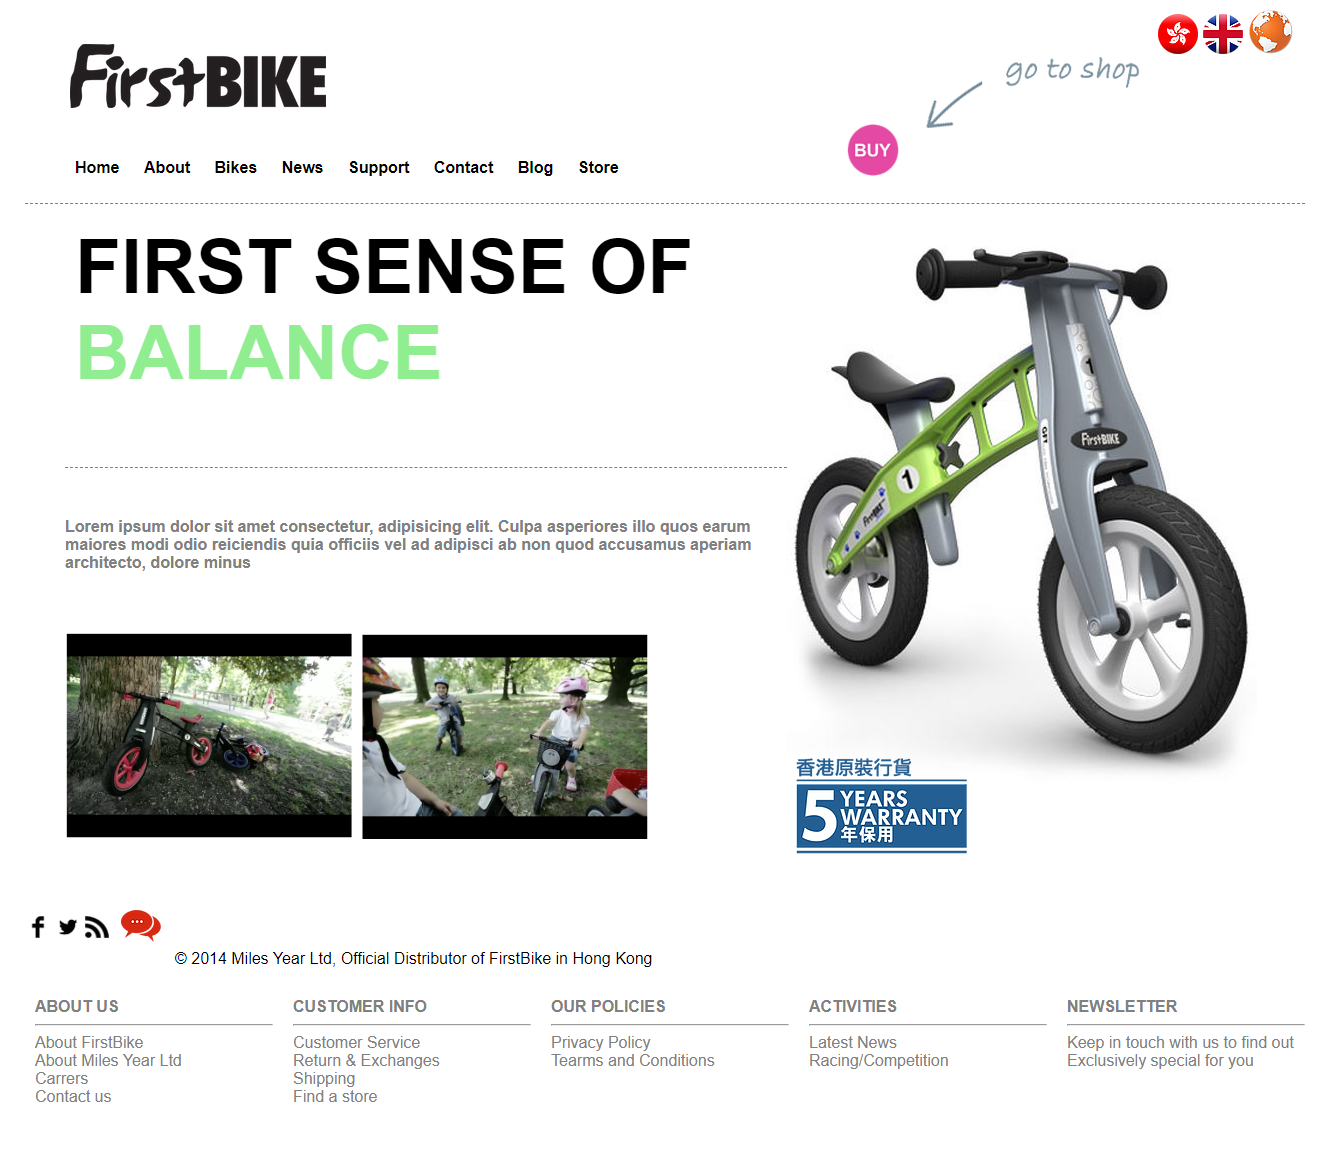 FirstBIKE
go to shop
BUY
Home About Bikes News Support Contact Blog Store
FIRST SENSE OF
BALANCE
1
GET
FirstBIKE
1
FirstBIKE
Lorem ipsum dolor sit amet consectetur, adipisicing elit. Culpa asperiores illo quos earum
maiores modi odio reiciendis quia officiis vel ad adipisci ab non quod accusamus aperiam
architecto, dolore minus
香港原裝行貨
5 YEARS
WARRANTY
年保用
© 2014 Miles Year Ltd, Official Distributor of FirstBike in Hong Kong
ABOUT US
About FirstBike
About Miles Year Ltd
Carrers
Contact us
CUSTOMER INFO
Customer Service
Return & Exchanges
Shipping
Find a store
OUR POLICIES
Privacy Policy
Tearms and Conditions
ACTIVITIES
Latest News
Racing/Competition
NEWSLETTER
Keep in touch with us to find out
Exclusively special for you